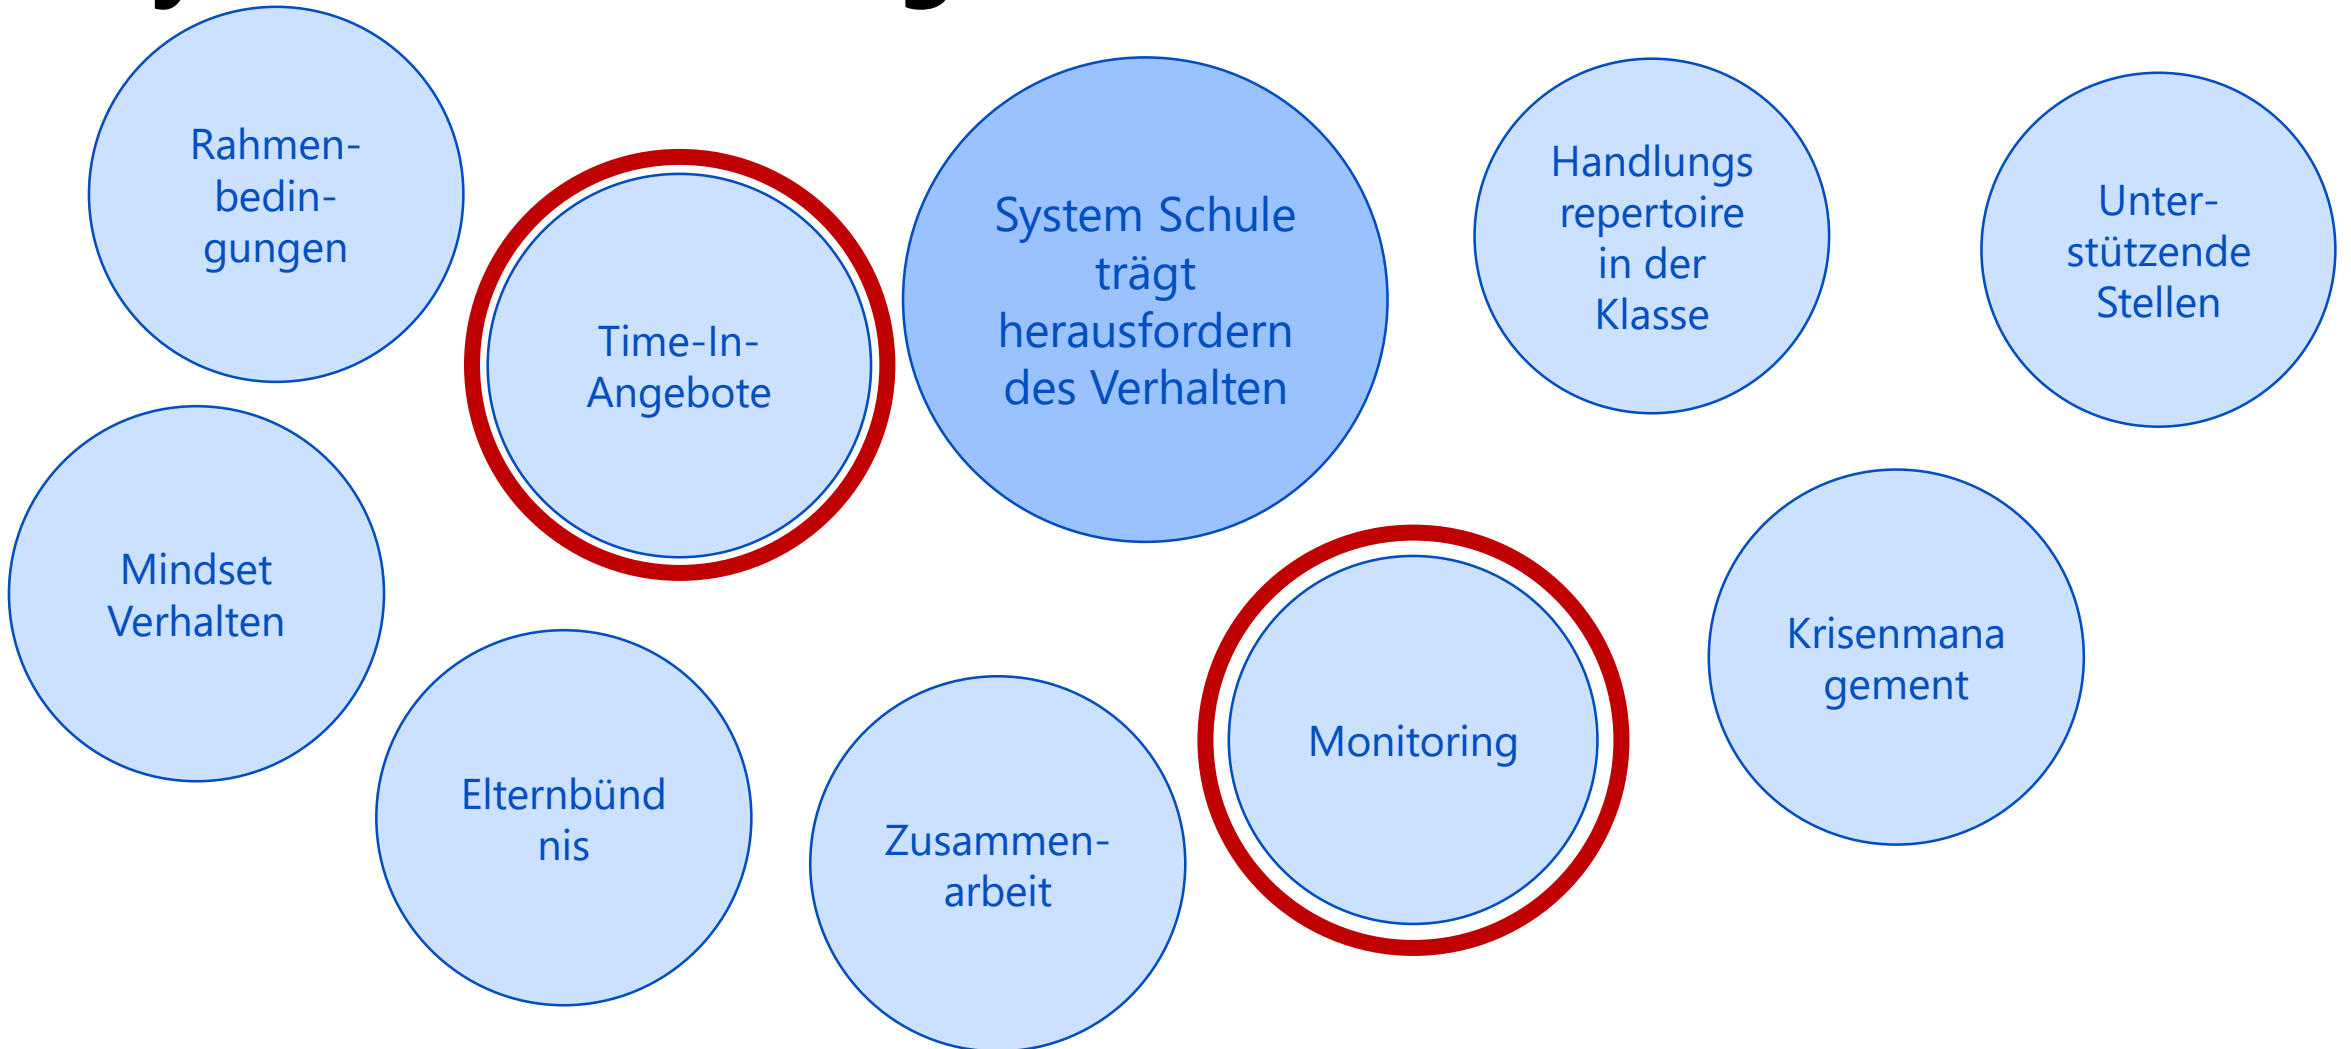 Rahmen-
bedin-
gungen
Time-In-
Angebote
System Schule
trägt
herausfordern
des Verhalten
Handlungs
repertoire
in der
Klasse
Unter-
stützende
Stellen
Mindset
Verhalten
Elternbünd
nis
Zusammen-
arbeit
Monitoring
Krisenmana
gement